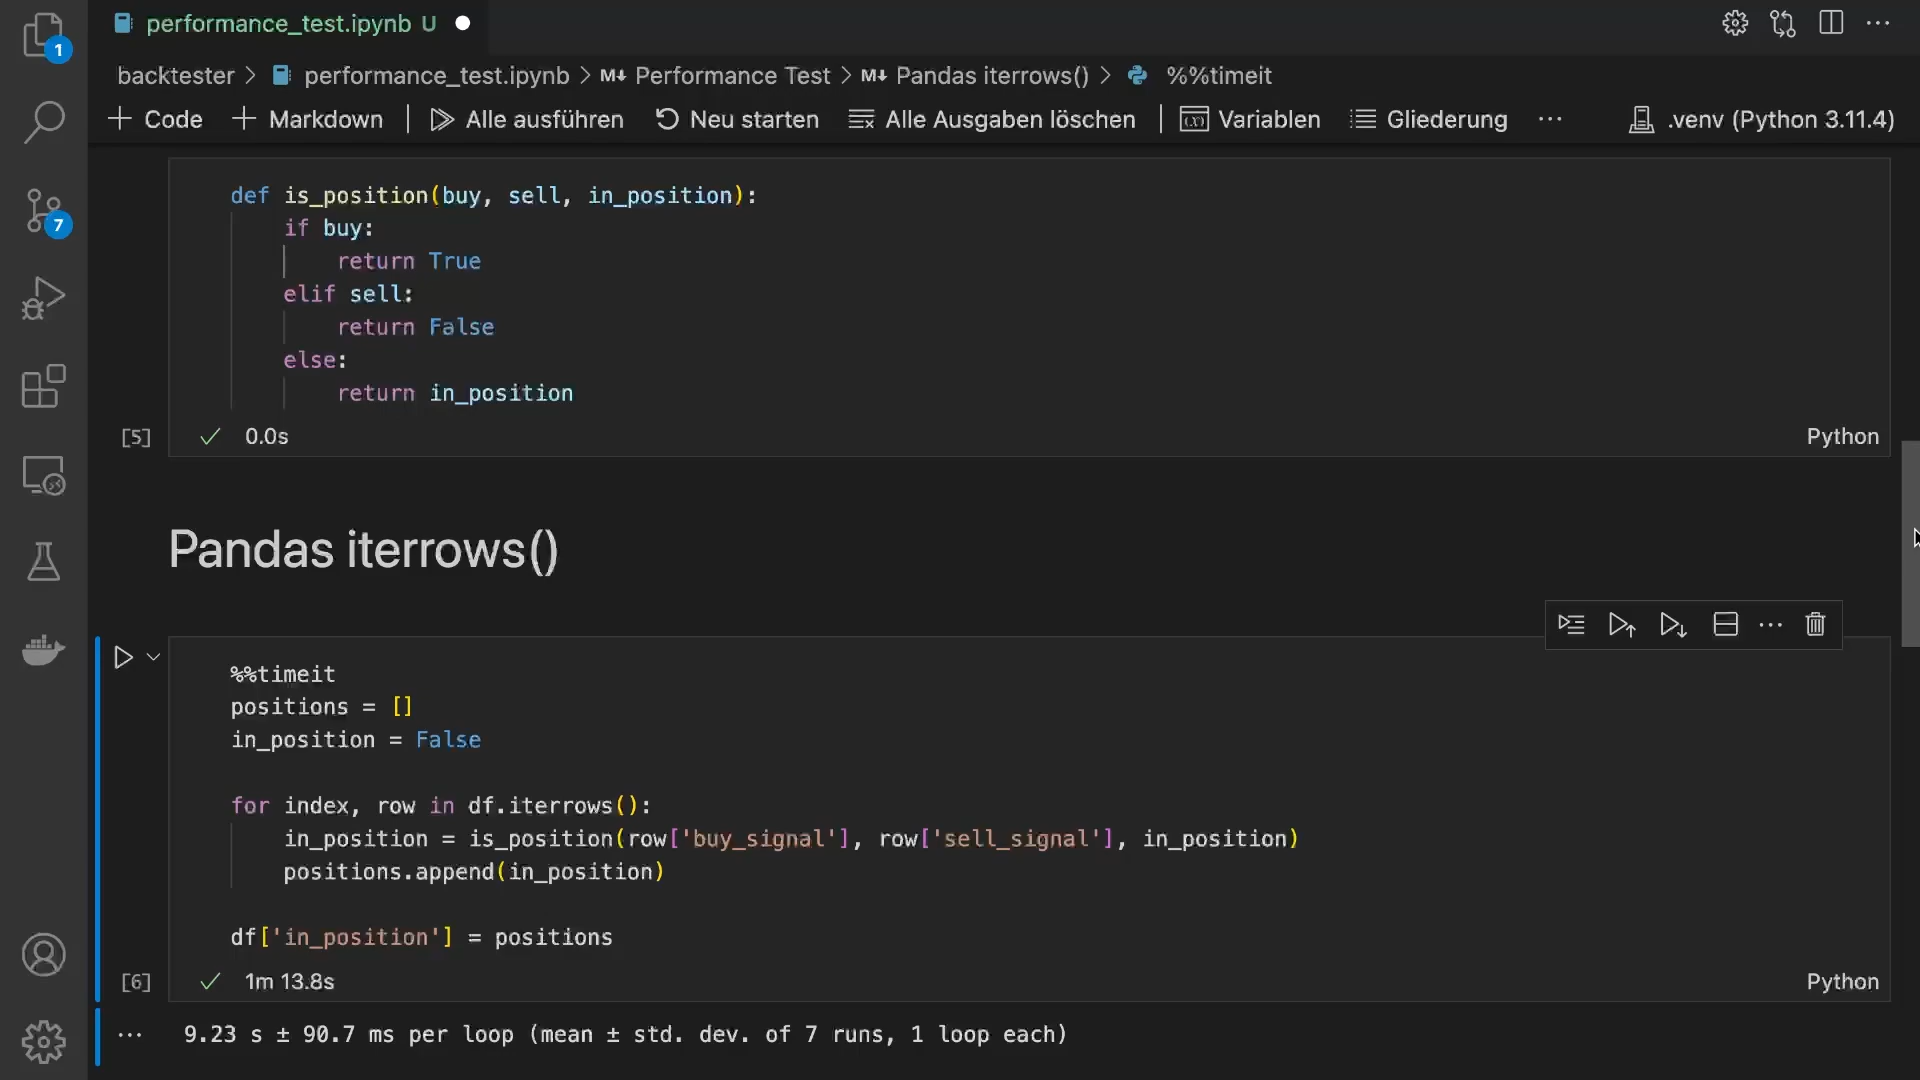 performance_test.ipynb U
1
backtester > performance_test.ipynb > M↓ Performance Test > M↓ Pandas iterrows() > %%timeit
+ Code + Markdown Alle ausführen Neu starten Alle Ausgaben löschen Variablen Gliederung ... .venv (Python 3.11.4)
7
def is_position(buy, sell, in_position):
    if buy:
        return True
    elif sell:
        return False
    else:
        return in_position
[5] 0.0s Python
Pandas iterrows()
%%timeit
positions = []
in_position = False
for index, row in df.iterrows():
    in_position = is_position(row['buy_signal'], row['sell_signal'], in_position)
    positions.append(in_position)
df['in_position'] = positions
[6] 1m 13.8s Python
... 9.23 s ± 90.7 ms per loop (mean ± std. dev. of 7 runs, 1 loop each)